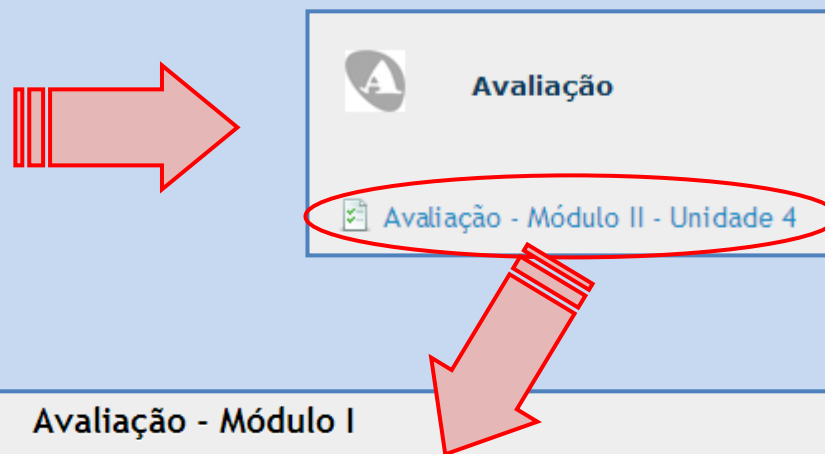 Avaliação
Avaliação - Módulo II - Unidade 4
Avaliação - Módulo I